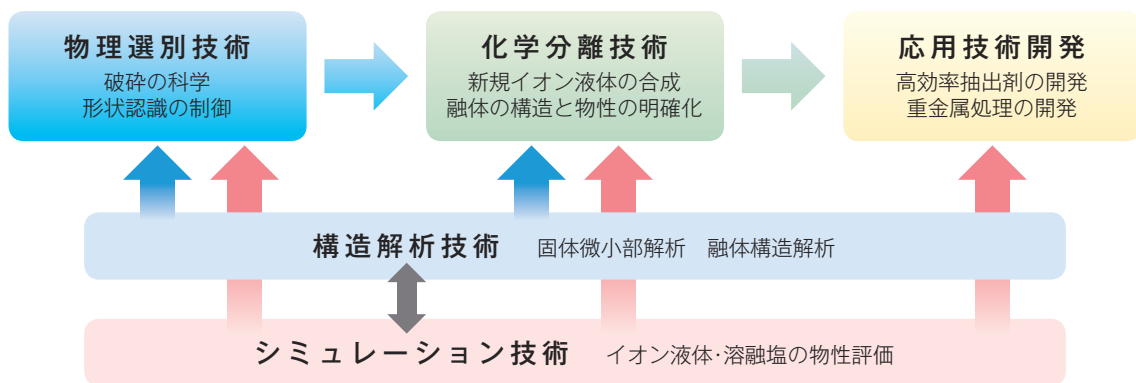 物理選別技術
破砕の科学
形状認識の制御
化学分離技術
新規イオン液体の合成
融体の構造と物性の明確化
応用技術開発
高効率抽出剤の開発
重金属処理の開発
構造解析技術 固体微小部解析 融体構造解析
シミュレーション技術 イオン液体・溶融塩の物性評価